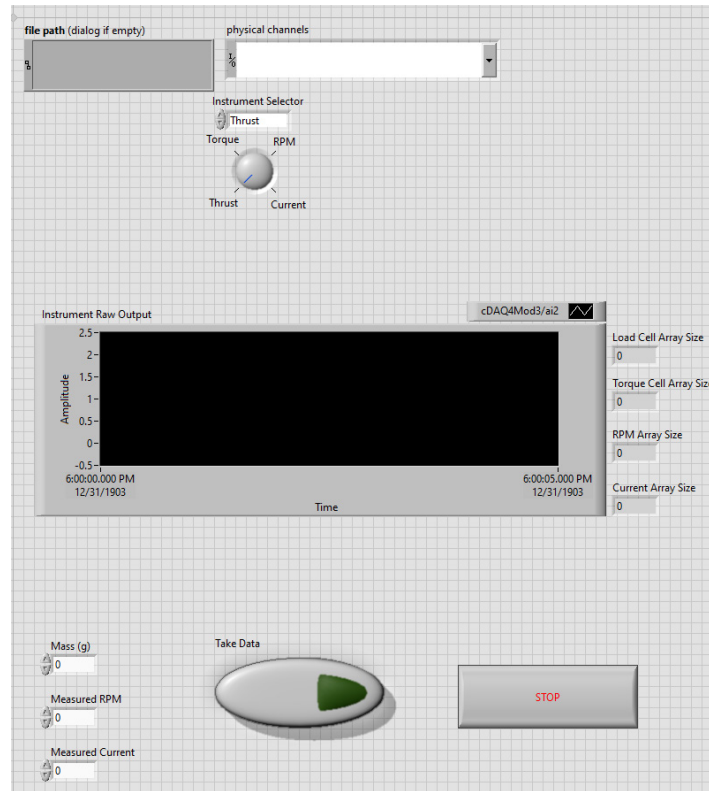 file path (dialog if empty)
physical channels
Instrument Selector
Thrust
Torque
RPM
Thrust
Current
Instrument Raw Output
cDAQ4Mod3/ai2
2.5
2
1.5
1
0.5
0
-0.5
Amplitude
6:00:00.000 PM
12/31/1903
6:00:05.000 PM
12/31/1903
Time
Load Cell Array Size
0
Torque Cell Array Siz
0
RPM Array Size
0
Current Array Size
0
Mass (g)
0
Measured RPM
0
Measured Current
0
Take Data
STOP